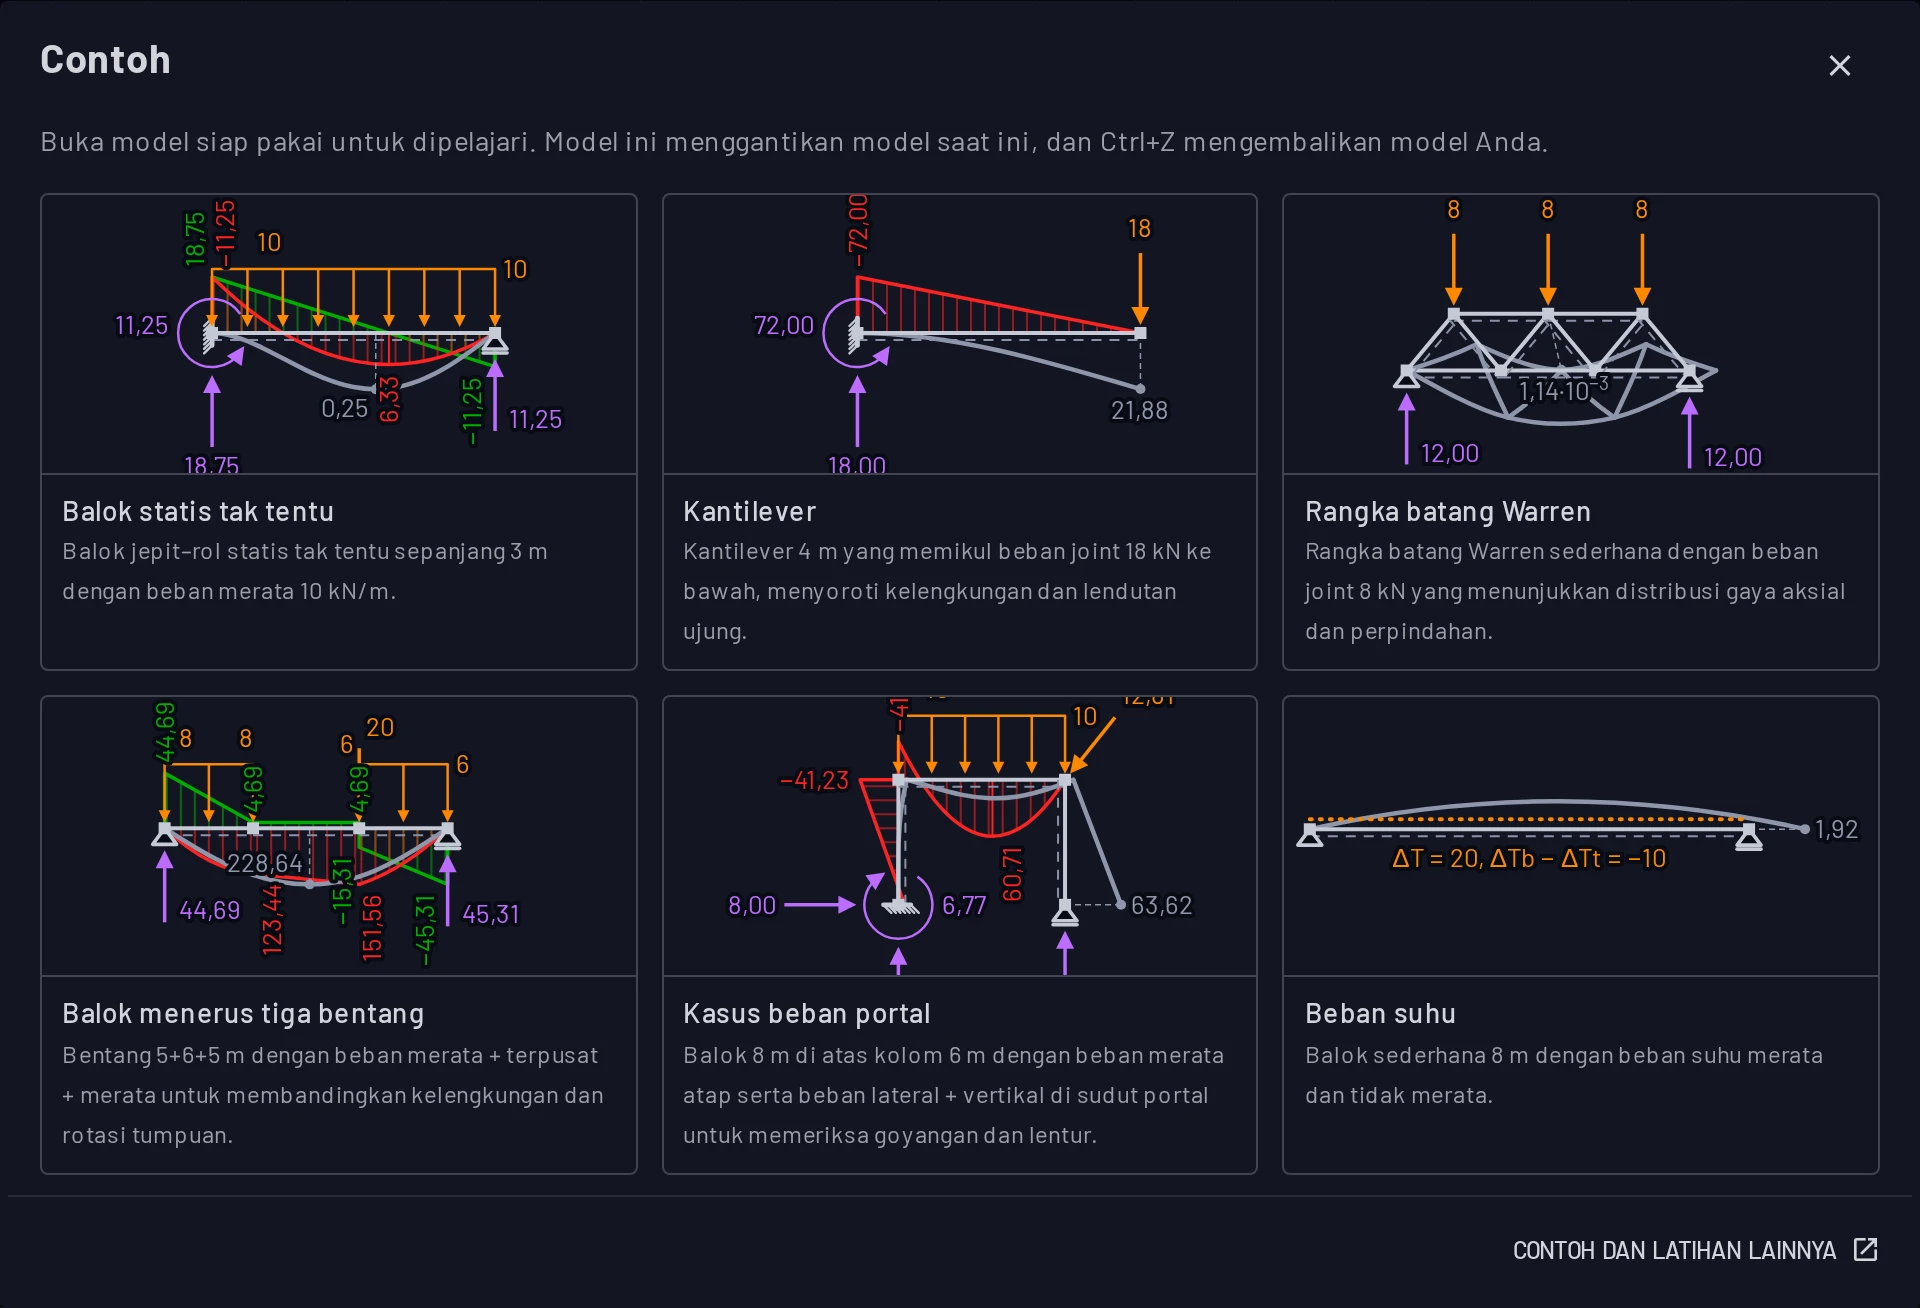 Contoh
Buka model siap pakai untuk dipelajari. Model ini menggantikan model saat ini, dan Ctrl+Z mengembalikan model Anda.
18,75
−11,25
10
10
11,25
0,25
6,33
−11,25
11,25
18,75
Balok statis tak tentu
Balok jepit-rol statis tak tentu sepanjang 3 m
dengan beban merata 10 kN/m.
−72,00
18
72,00
21,88
18,00
Kantilever
Kantilever 4 m yang memikul beban joint 18 kN ke
bawah, menyoroti kelengkungan dan lendutan
ujung.
8
8
8
1,14·10⁻³
12,00
12,00
Rangka batang Warren
Rangka batang Warren sederhana dengan beban
joint 8 kN yang menunjukkan distribusi gaya aksial
dan perpindahan.
44,69
8
8
4,69
6
20
4,69
6
228,64
44,69
123,44
−15,31
151,56
−45,31
45,31
Balok menerus tiga bentang
Bentang 5+6+5 m dengan beban merata + terpusat
+ merata untuk membandingkan kelengkungan dan
rotasi tumpuan.
10
−41,23
60,71
8,00
6,77
63,62
Kasus beban portal
Balok 8 m di atas kolom 6 m dengan beban merata
atap serta beban lateral + vertikal di sudut portal
untuk memeriksa goyangan dan lentur.
1,92
ΔT = 20, ΔTb − ΔTt = −10
Beban suhu
Balok sederhana 8 m dengan beban suhu merata
dan tidak merata.
CONTOH DAN LATIHAN LAINNYA